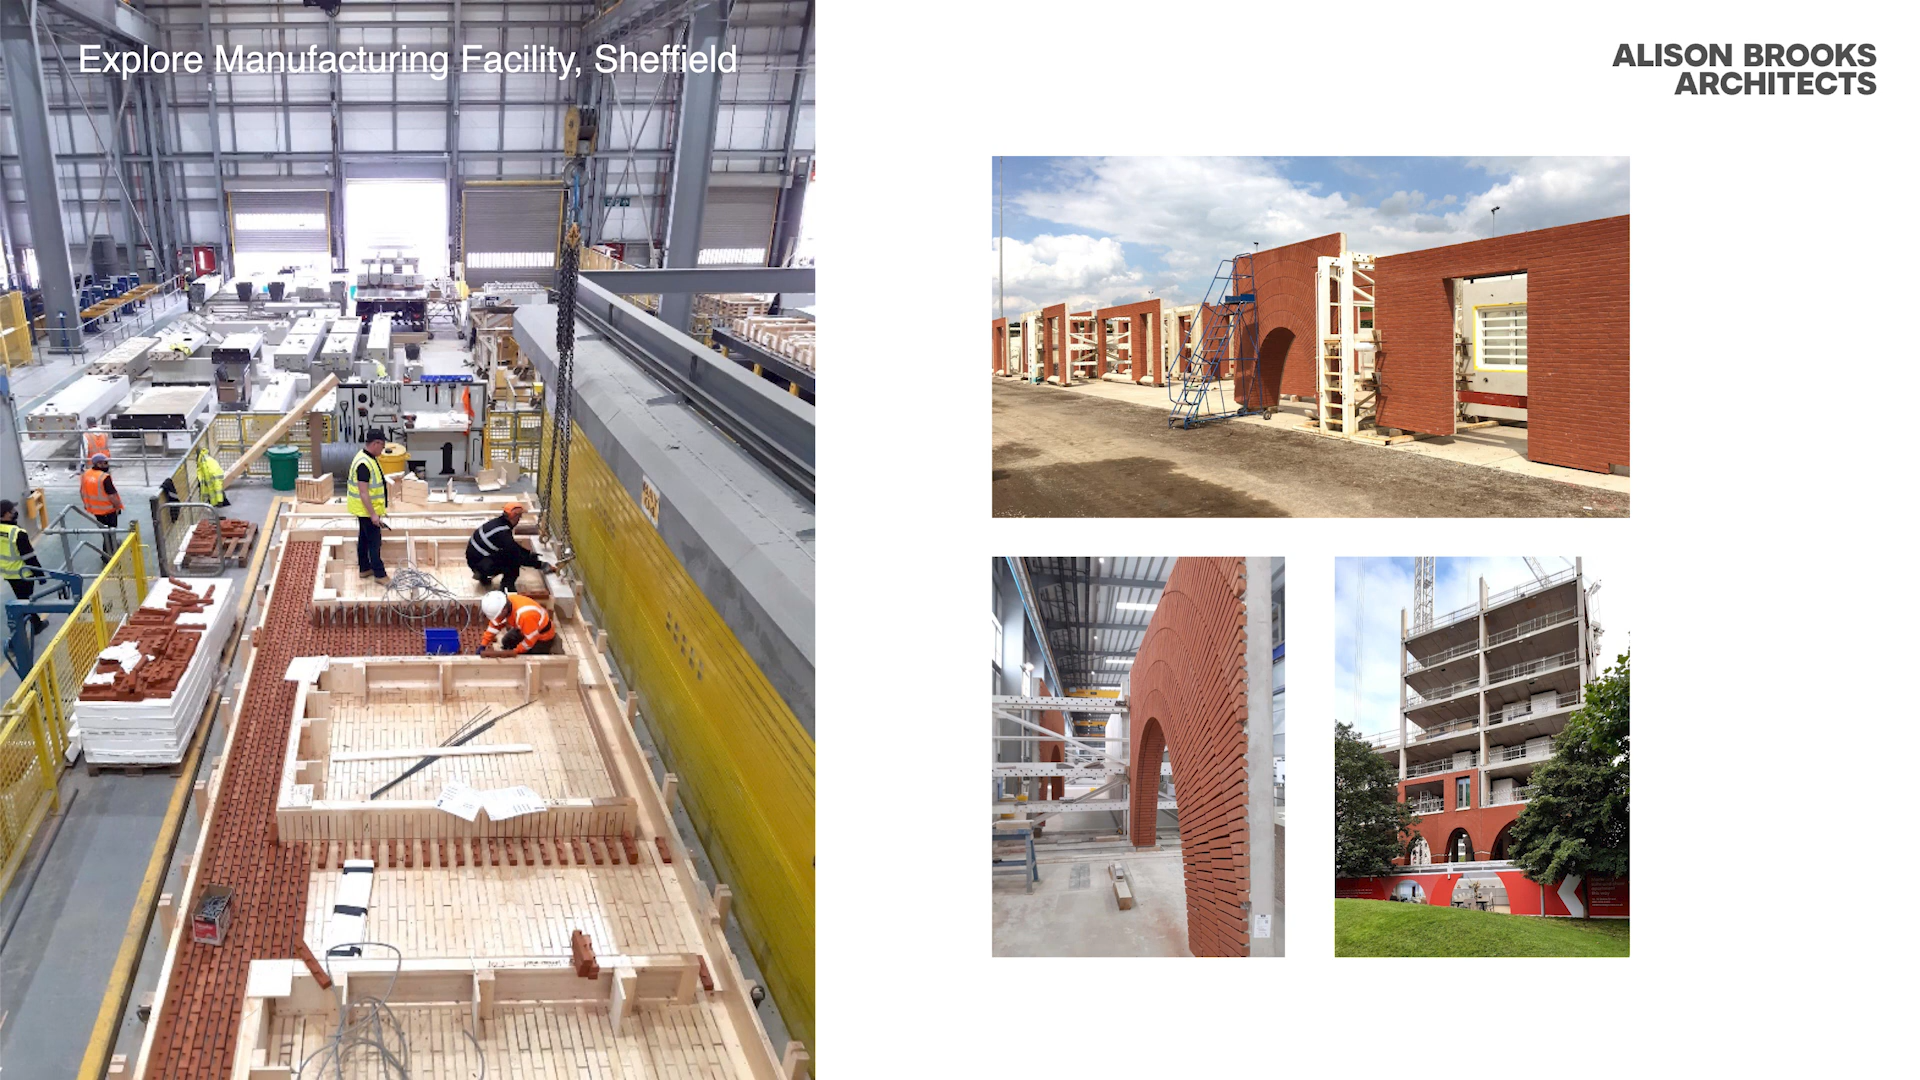 Explore Manufacturing Facility, Sheffield
ALISON BROOKS
ARCHITECTS